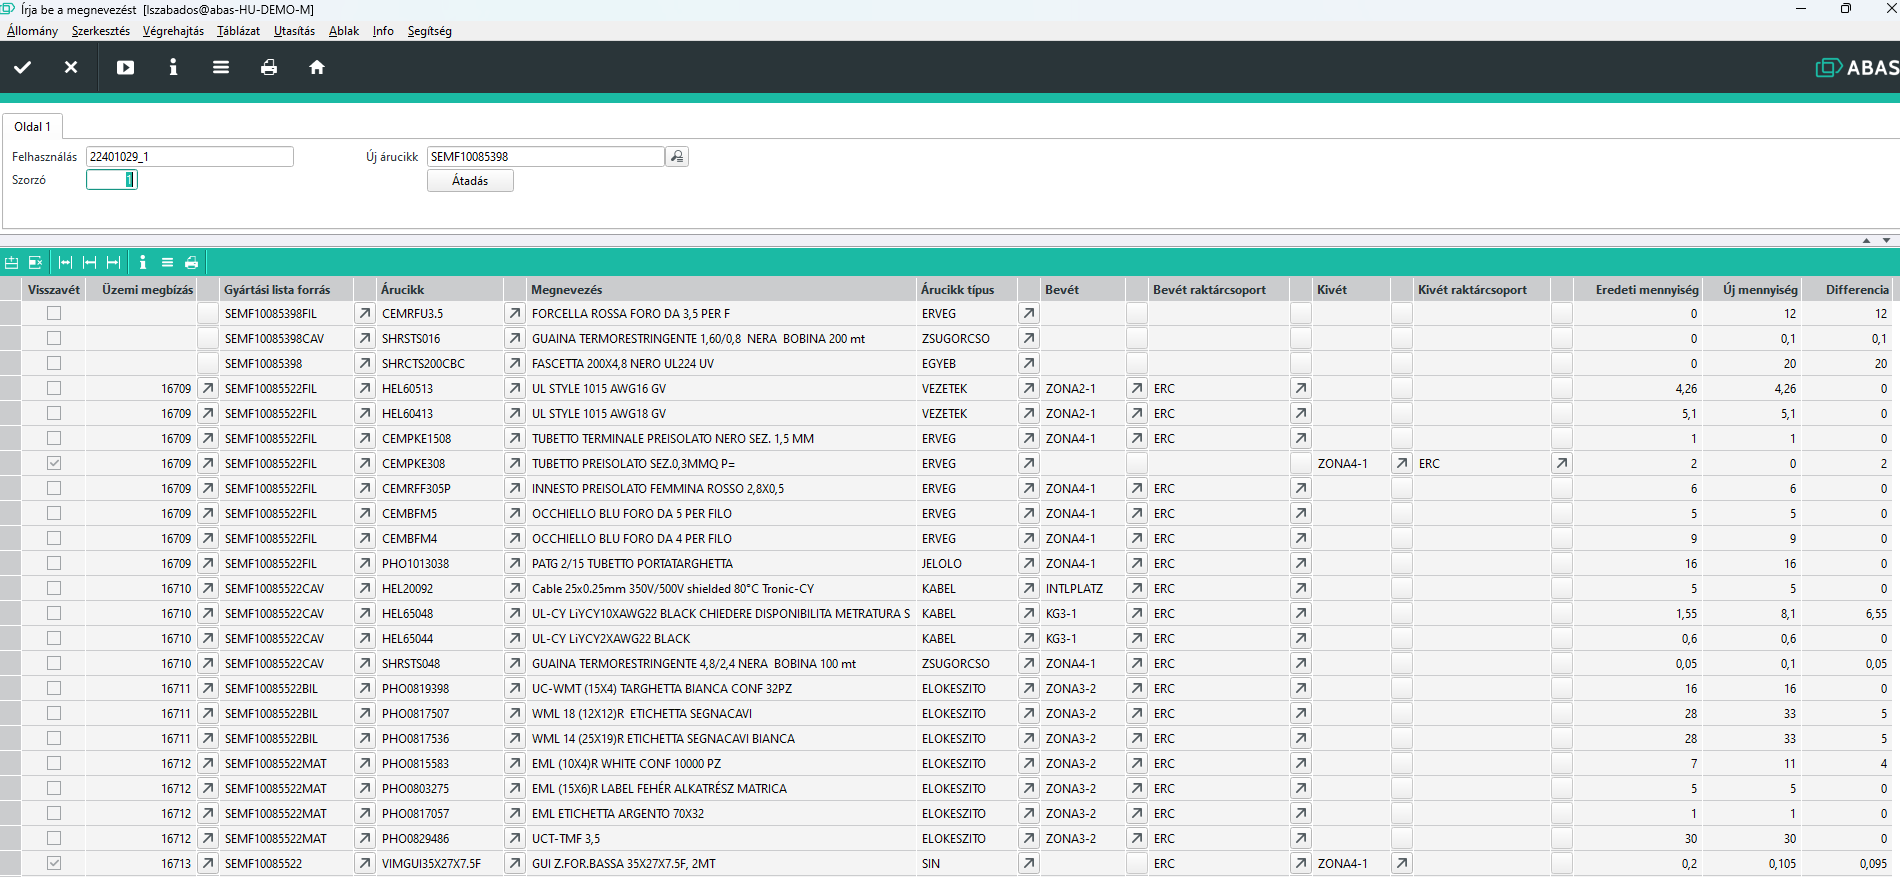 Írja be a megnevezést [lszabados@abas-HU-DEMO-M]
Állomány Szerkesztés Végrehajtás Táblázat Utasítás Ablak Info Segítség
ABAS
Oldal 1
Felhasználás 22401029_1 Új árucikk SEMF10085398
Szorzó 1 Átadás
Visszavét Üzemi megbízás Gyártási lista forrás Árucikk Megnevezés Árucikk típus Bevét Bevét raktárcsoport Kivét Kivét raktárcsoport Eredeti mennyiség Új mennyiség Differencia
SEMF10085398FIL CEMRFU3.5 FORCELLA ROSSA FORO DA 3,5 PER F ERVEG 0 12 12
SEMF10085398CAV SHRSTS016 GUAINA TERMORESTRINGENTE 1,60/0,8 NERA BOBINA 200 mt ZSUGORCSO 0 0,1 0,1
SEMF10085398 SHRCTS200CBC FASCETTA 200X4,8 NERO UL224 UV EGYEB 0 20 20
16709 SEMF10085522FIL HEL60513 UL STYLE 1015 AWG16 GV VEZETEK ZONA2-1 ERC 4,26 4,26 0
16709 SEMF10085522FIL HEL60413 UL STYLE 1015 AWG18 GV VEZETEK ZONA2-1 ERC 5,1 5,1 0
16709 SEMF10085522FIL CEMPKE1508 TUBETTO TERMINALE PREISOLATO NERO SEZ. 1,5 MM ERVEG ZONA4-1 ERC 1 1 0
16709 SEMF10085522FIL CEMPKE308 TUBETTO PREISOLATO SEZ.0,3MMQ P= ERVEG ZONA4-1 ERC 2 0 2
16709 SEMF10085522FIL CEMRFF305P INNESTO PREISOLATO FEMMINA ROSSO 2,8X0,5 ERVEG ZONA4-1 ERC 6 6 0
16709 SEMF10085522FIL CEMBFM5 OCCHIELLO BLU FORO DA 5 PER FILO ERVEG ZONA4-1 ERC 5 5 0
16709 SEMF10085522FIL CEMBFM4 OCCHIELLO BLU FORO DA 4 PER FILO ERVEG ZONA4-1 ERC 9 9 0
16709 SEMF10085522FIL PHO1013038 PATG 2/15 TUBETTO PORTATARGHETTA JELOLO ZONA4-1 ERC 16 16 0
16710 SEMF10085522CAV HEL20092 Cable 25x0.25mm 350V/500V shielded 80°C Tronic-CY KABEL INTLPLATZ ERC 5 5 0
16710 SEMF10085522CAV HEL65048 UL-CY LiYCY10XAWG22 BLACK CHIEDERE DISPONIBILITA METRATURA S KABEL KG3-1 ERC 1,55 8,1 6,55
16710 SEMF10085522CAV HEL65044 UL-CY LiYCY2XAWG22 BLACK KABEL KG3-1 ERC 0,6 0,6 0
16710 SEMF10085522CAV SHRSTS048 GUAINA TERMORESTRINGENTE 4,8/2,4 NERA BOBINA 100 mt ZSUGORCSO ZONA4-1 ERC 0,05 0,1 0,05
16711 SEMF10085522BIL PHO0819398 UC-WMT (15X4) TARGHETTA BIANCA CONF 32PZ ELOKESZITO ZONA3-2 ERC 16 16 0
16711 SEMF10085522BIL PHO0817507 WML 18 (12X12)R ETICHETTA SEGNACAVI ELOKESZITO ZONA3-2 ERC 28 33 5
16711 SEMF10085522BIL PHO0817536 WML 14 (25X19)R ETICHETTA SEGNACAVI BIANCA ELOKESZITO ZONA3-2 ERC 28 33 5
16712 SEMF10085522MAT PHO0815583 EML (10X4)R WHITE CONF 10000 PZ ELOKESZITO ZONA3-2 ERC 7 11 4
16712 SEMF10085522MAT PHO0803275 EML (15X6)R LABEL FEHÉR ALKATRÉSZ MATRICA ELOKESZITO ZONA3-2 ERC 5 5 0
16712 SEMF10085522MAT PHO0817057 EML ETICHETTA ARGENTO 70X32 ELOKESZITO ZONA3-2 ERC 1 1 0
16712 SEMF10085522MAT PHO0829486 UCT-TMF 3,5 ELOKESZITO ZONA3-2 ERC 30 30 0
16713 SEMF10085522 VIMGUI35X27X7.5F GUI Z.FOR.BASSA 35X27X7.5F, 2MT SIN ERC ZONA4-1 0,2 0,105 0,095